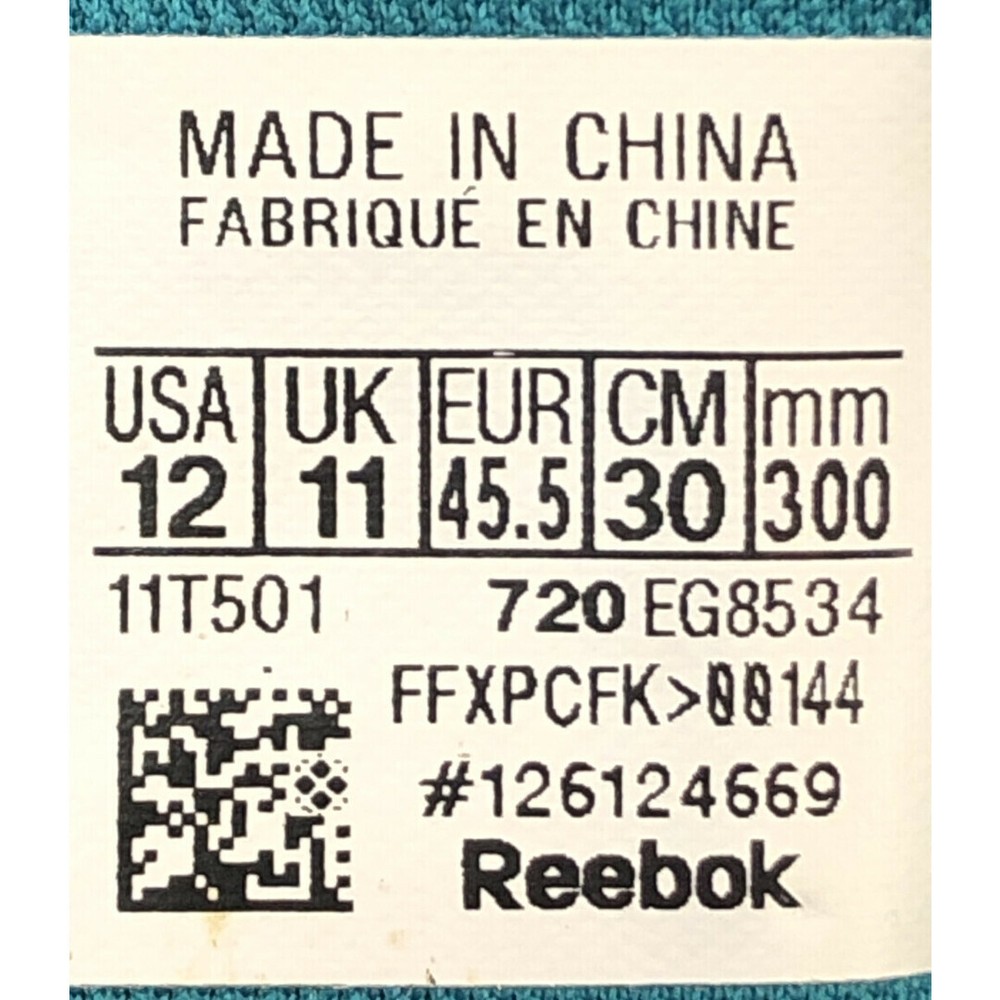 MADE IN CHINA
FABRIQUÉ EN CHINE
USA UK EUR CM mm
12 11 45.5 30 300
11T501 720 EG8534
FFXPCFK>00144
#126124669
Reebok